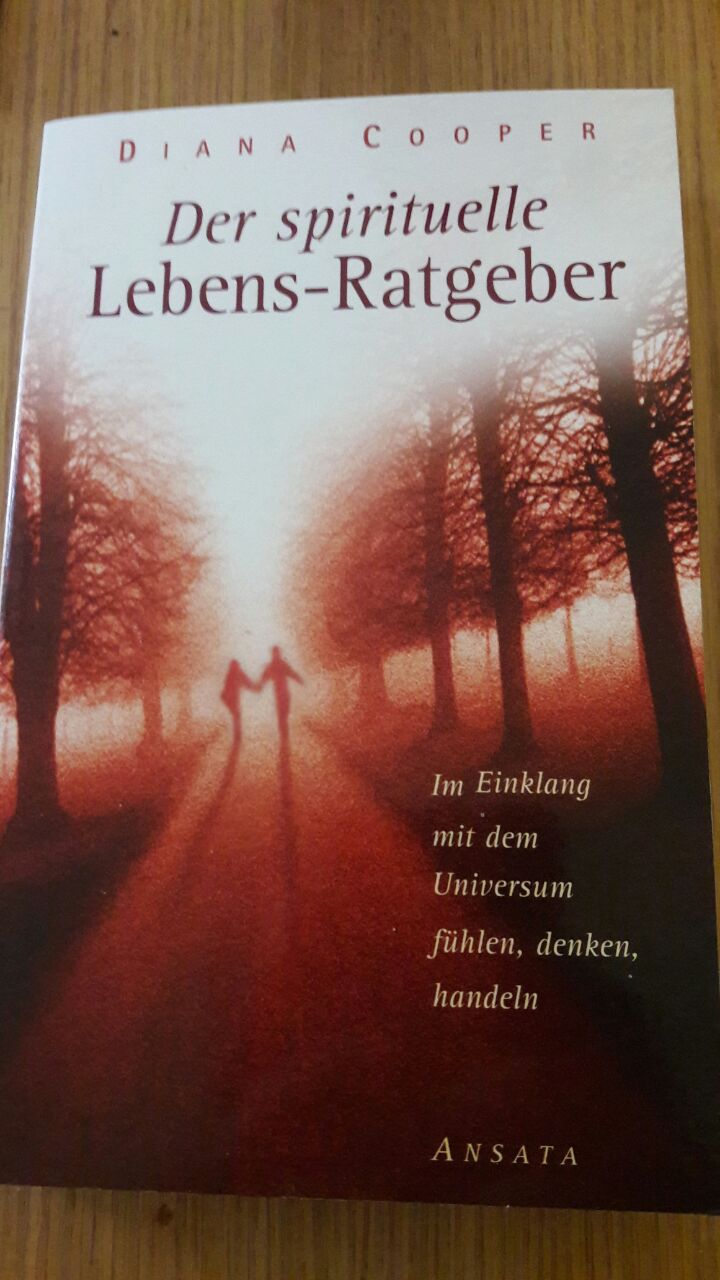 DIANA COOPER
Der spirituelle
Lebens-Ratgeber
Im Einklang
mit dem
Universum
fühlen, denken,
handeln
ANSATA